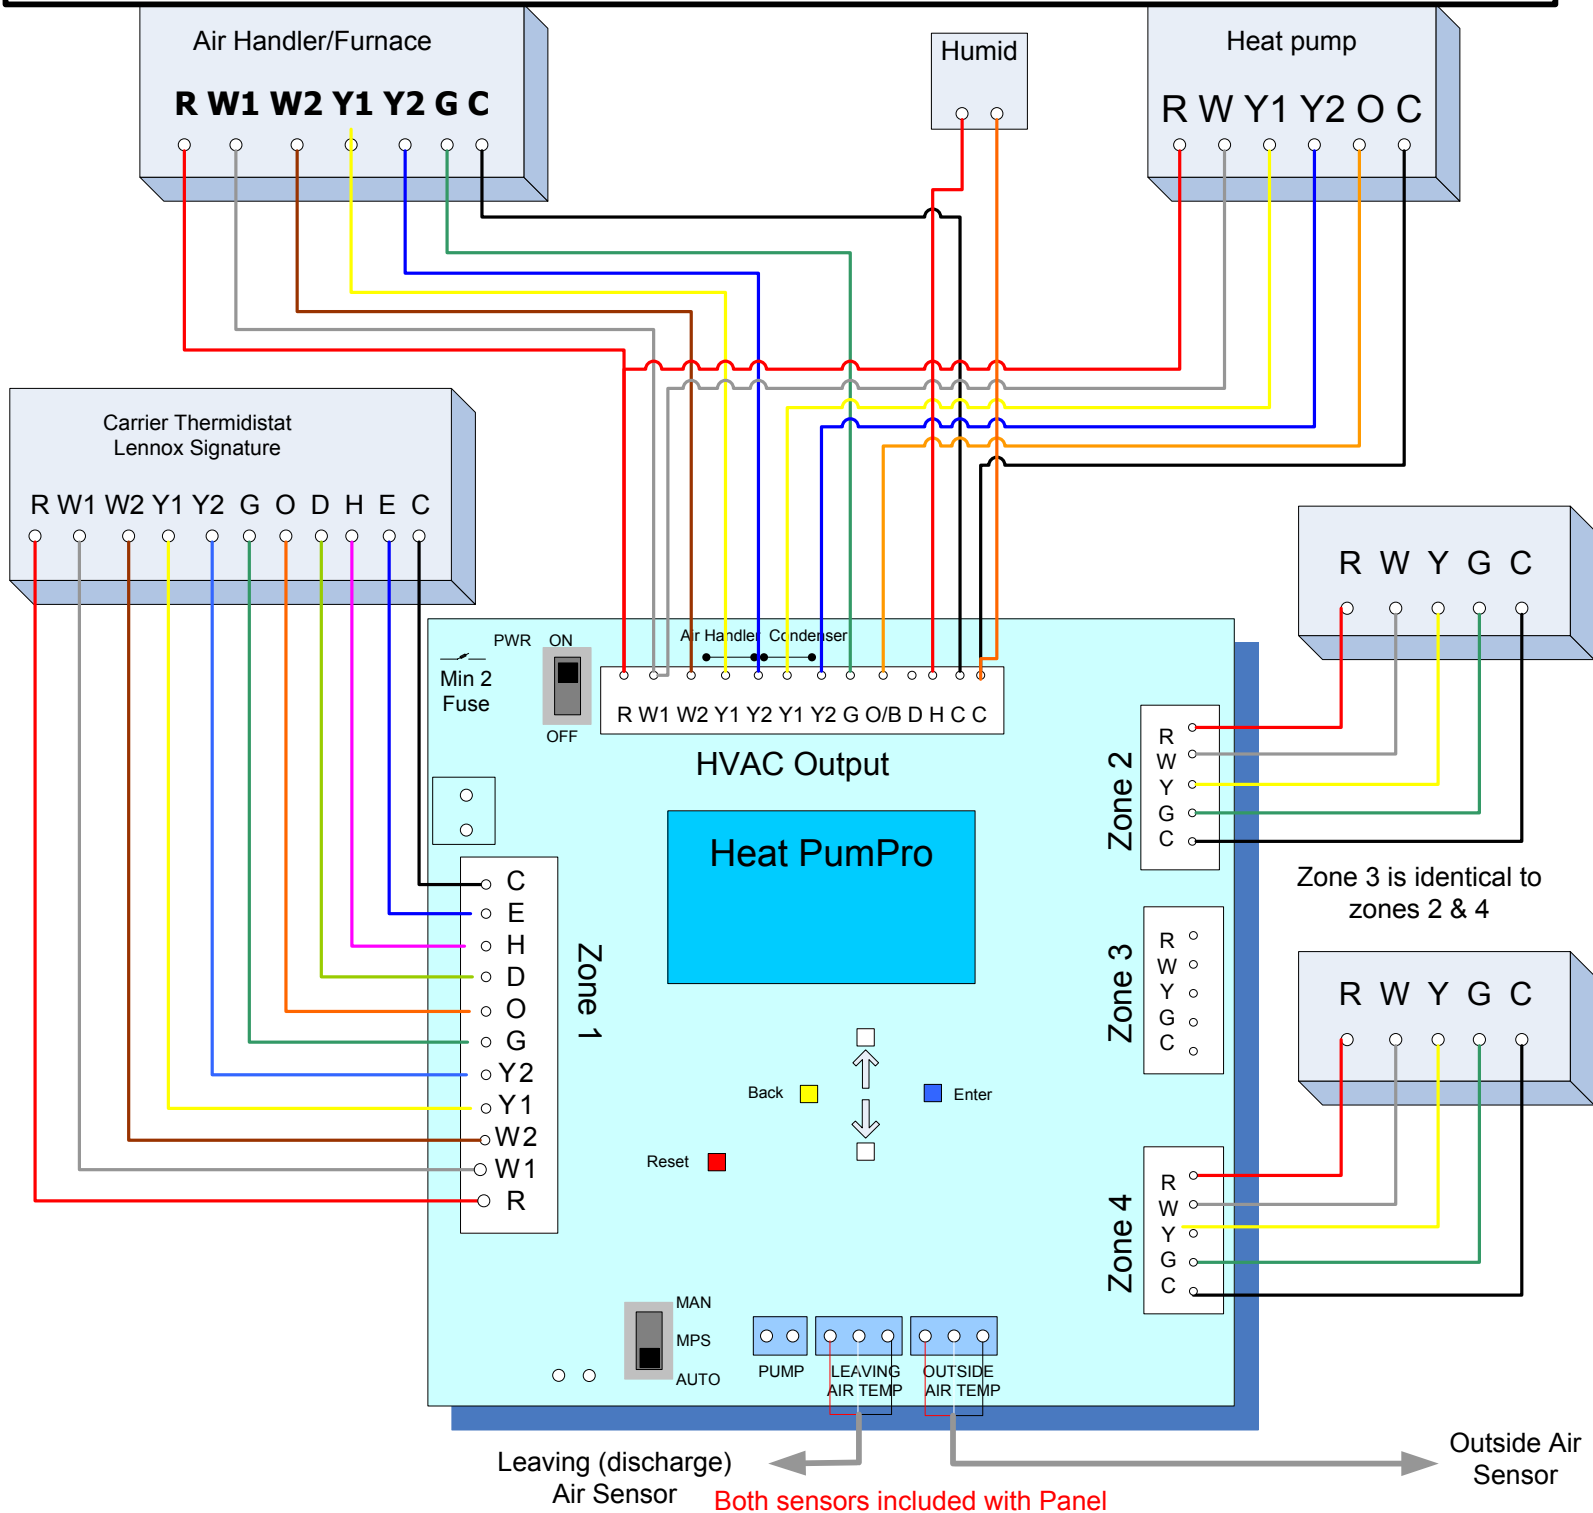 Air Handler/Furnace
R W1 W2 Y1 Y2 G C
Humid
Heat pump
R W Y1 Y2 O C
Carrier Thermidistat
Lennox Signature
R W1 W2 Y1 Y2 G O D H E C
R W Y G C
PWR ON
Min 2
Fuse
OFF
Air Handler Condenser
R W1 W2 Y1 Y2 Y1 Y2 G O/B D H C C
HVAC Output
Heat PumPro
Zone 2
R
W
Y
G
C
Zone 3 is identical to
zones 2 & 4
C
E
H
D
O
G
Y2
Y1
W2
W1
R
Zone 1
Zone 3
R
W
Y
G
C
R W Y G C
Back
Enter
Reset
Zone 4
R
W
Y
G
C
MAN
MPS
AUTO
PUMP
LEAVING
AIR TEMP
OUTSIDE
AIR TEMP
Leaving (discharge)
Air Sensor
Both sensors included with Panel
Outside Air
Sensor